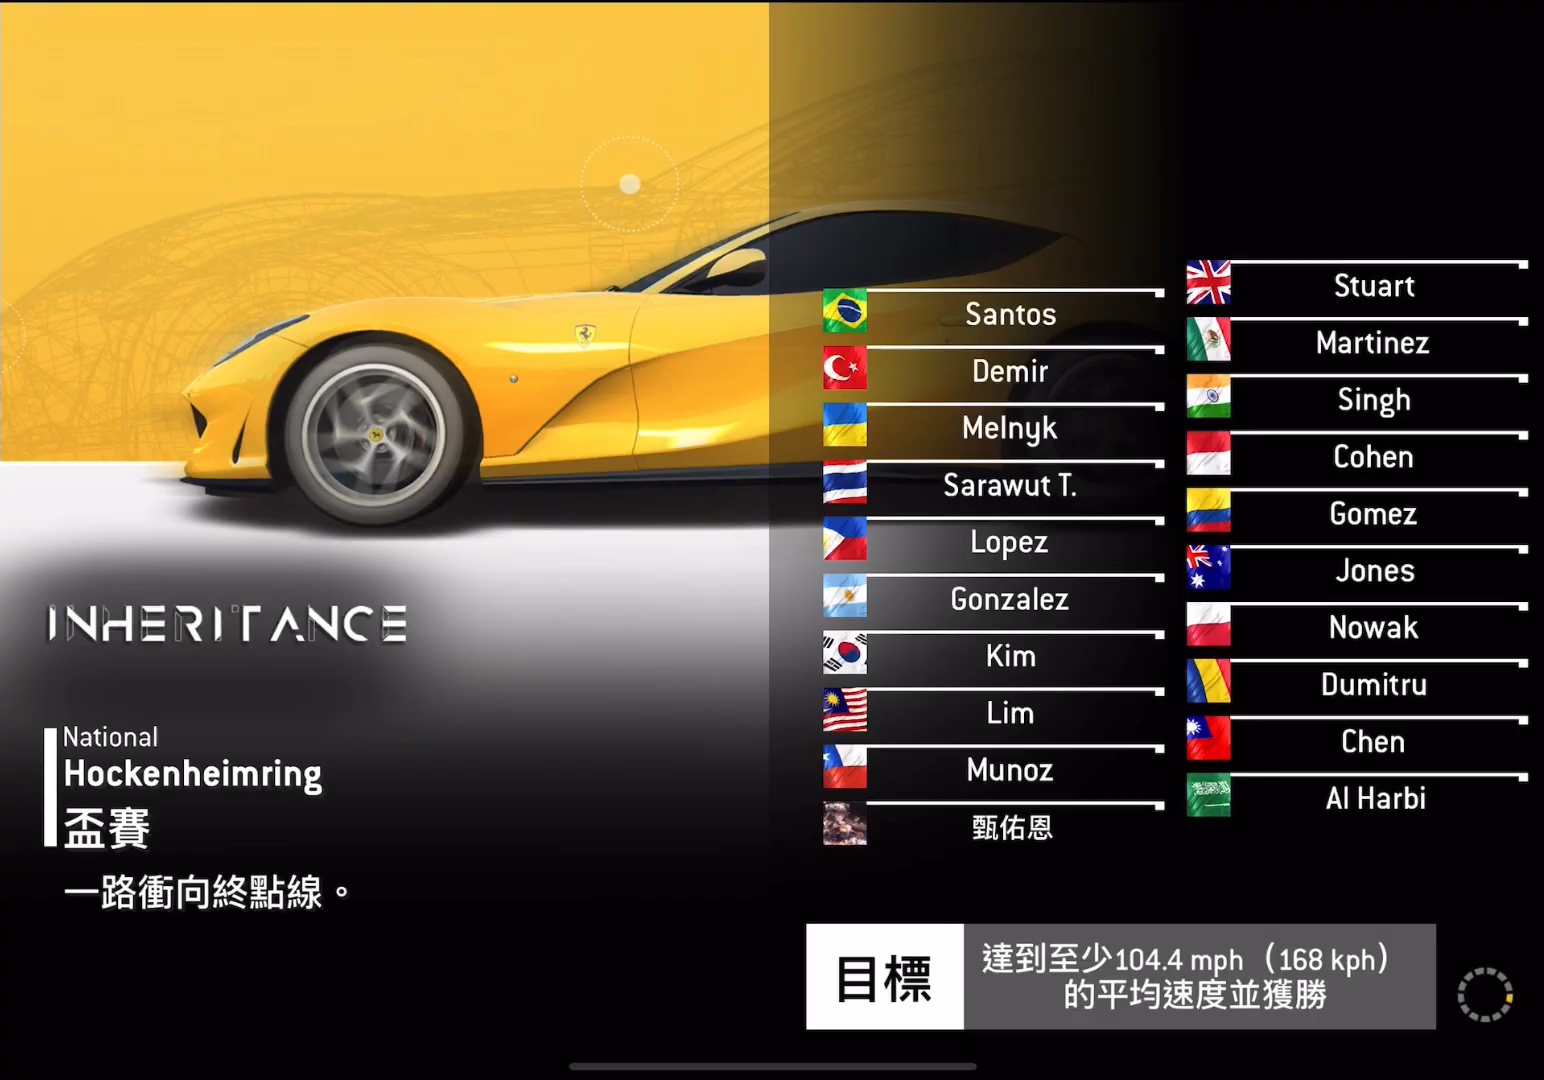 INHERITANCE
National
Hockenheimring
盃賽
一路衝向終點線。
Santos
Demir
Melnyk
Sarawut T.
Lopez
Gonzalez
Kim
Lim
Munoz
甄佑恩
Stuart
Martinez
Singh
Cohen
Gomez
Jones
Nowak
Dumitru
Chen
Al Harbi
目標
達到至少104.4 mph（168 kph）
的平均速度並獲勝